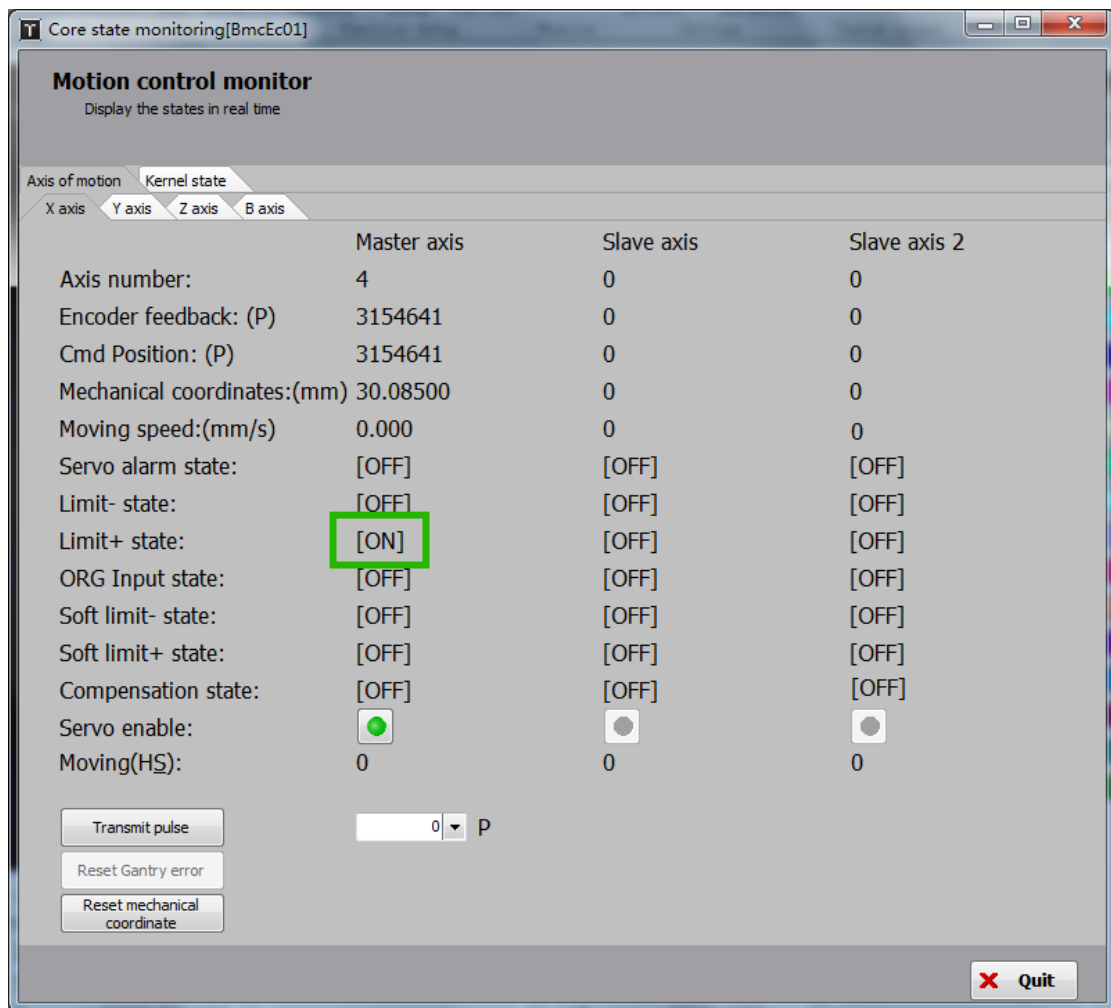 Core state monitoring[BmcEc01]
Motion control monitor
Display the states in real time
Axis of motion Kernel state
X axis Y axis Z axis B axis
Master axis Slave axis Slave axis 2
Axis number: 4 0 0
Encoder feedback: (P) 3154641 0 0
Cmd Position: (P) 3154641 0 0
Mechanical coordinates:(mm) 30.08500 0 0
Moving speed:(mm/s) 0.000 0 0
Servo alarm state: [OFF] [OFF] [OFF]
Limit- state: [OFF] [OFF] [OFF]
Limit+ state: [ON] [OFF] [OFF]
ORG Input state: [OFF] [OFF] [OFF]
Soft limit- state: [OFF] [OFF] [OFF]
Soft limit+ state: [OFF] [OFF] [OFF]
Compensation state: [OFF] [OFF] [OFF]
Servo enable:
Moving(HS): 0 0 0
Transmit pulse 0 P
Reset Gantry error
Reset mechanical
coordinate
Quit